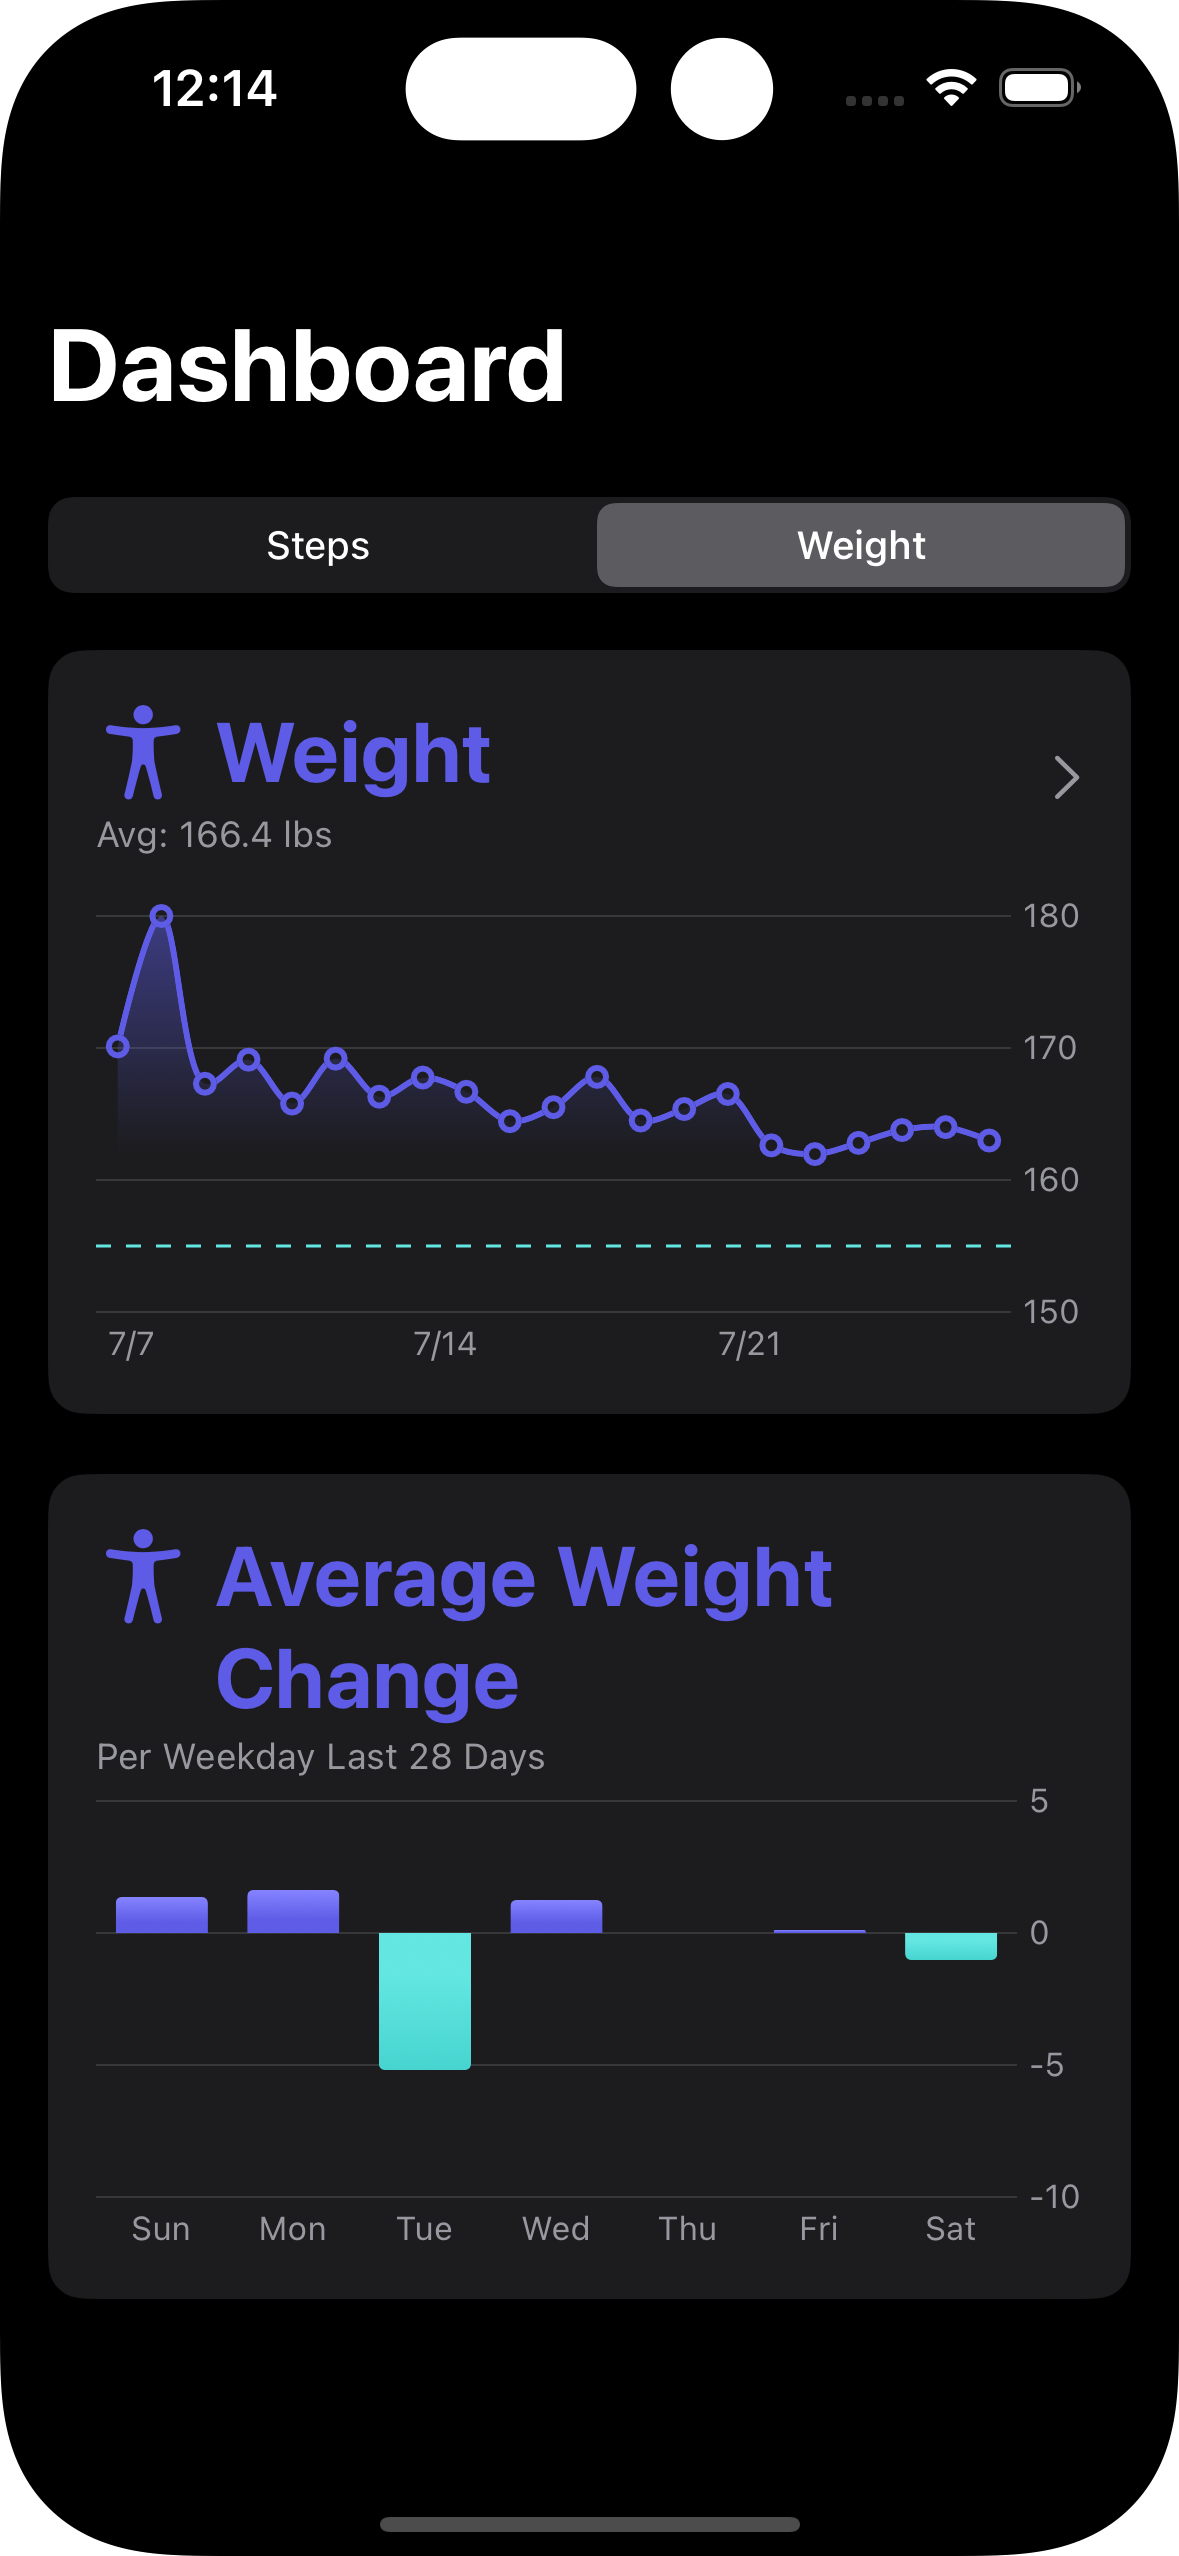 12:14
Dashboard
Steps
Weight
Weight
Avg: 166.4 lbs
180
170
160
150
7/7
7/14
7/21
Average Weight
Change
Per Weekday Last 28 Days
5
0
-5
-10
Sun
Mon
Tue
Wed
Thu
Fri
Sat